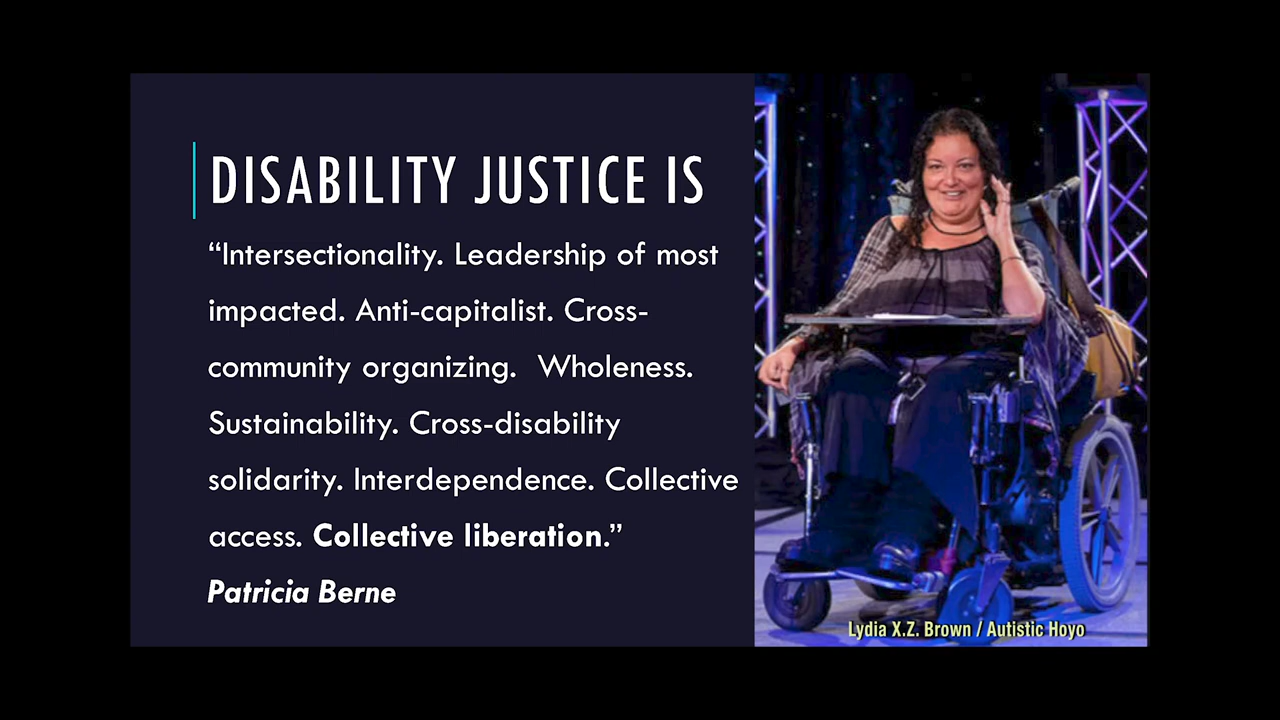 DISABILITY JUSTICE IS
“Intersectionality. Leadership of most
impacted. Anti-capitalist. Cross-
community organizing.  Wholeness.
Sustainability. Cross-disability
solidarity. Interdependence. Collective
access. Collective liberation.”
Patricia Berne
Lydia X.Z. Brown / Autistic Hoyo